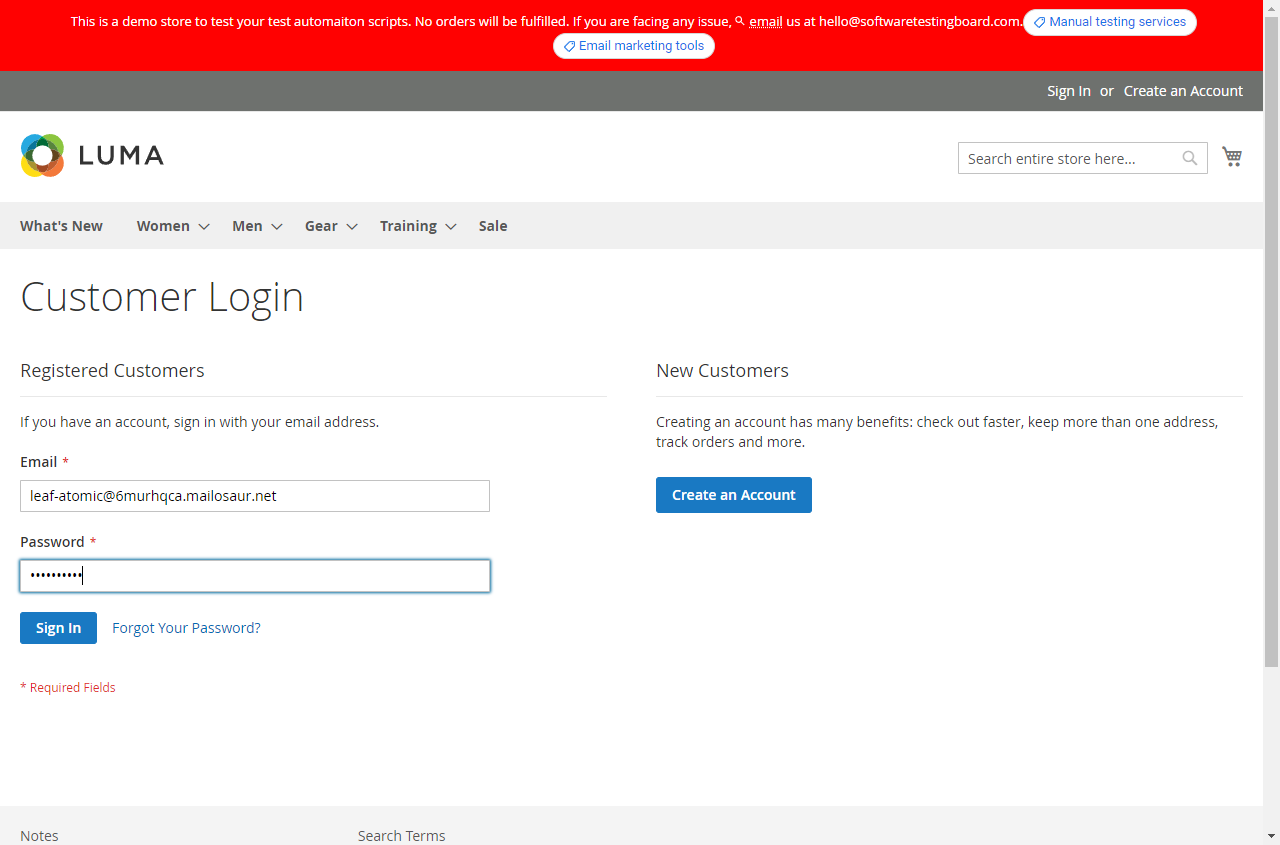 This is a demo store to test your test automaiton scripts. No orders will be fulfilled. If you are facing any issue, email us at hello@softwaretestingboard.com. Manual testing services
Email marketing tools
Sign In or Create an Account
LUMA
Search entire store here...
What's New Women Men Gear Training Sale
Customer Login
Registered Customers
If you have an account, sign in with your email address.
Email *
leaf-atomic@6murhqca.mailosaur.net
Password *
••••••••••
Sign In Forgot Your Password?
* Required Fields
New Customers
Creating an account has many benefits: check out faster, keep more than one address,
track orders and more.
Create an Account
Notes Search Terms